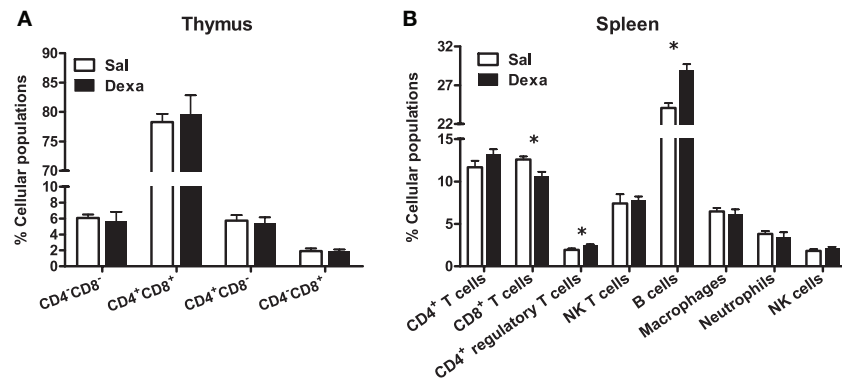 A
Thymus
% Cellular populations
90
85
80
75
70
10
8
6
4
2
0
Sal
Dexa
CD4⁻CD8⁻
CD4⁺CD8⁺
CD4⁺CD8⁻
CD4⁻CD8⁺
B
Spleen
% Cellular populations
32
27
22
15
10
5
0
Sal
Dexa
*
*
*
CD4⁺ T cells
CD8⁺ T cells
CD4⁺ regulatory T cells
NK T cells
B cells
Macrophages
Neutrophils
NK cells